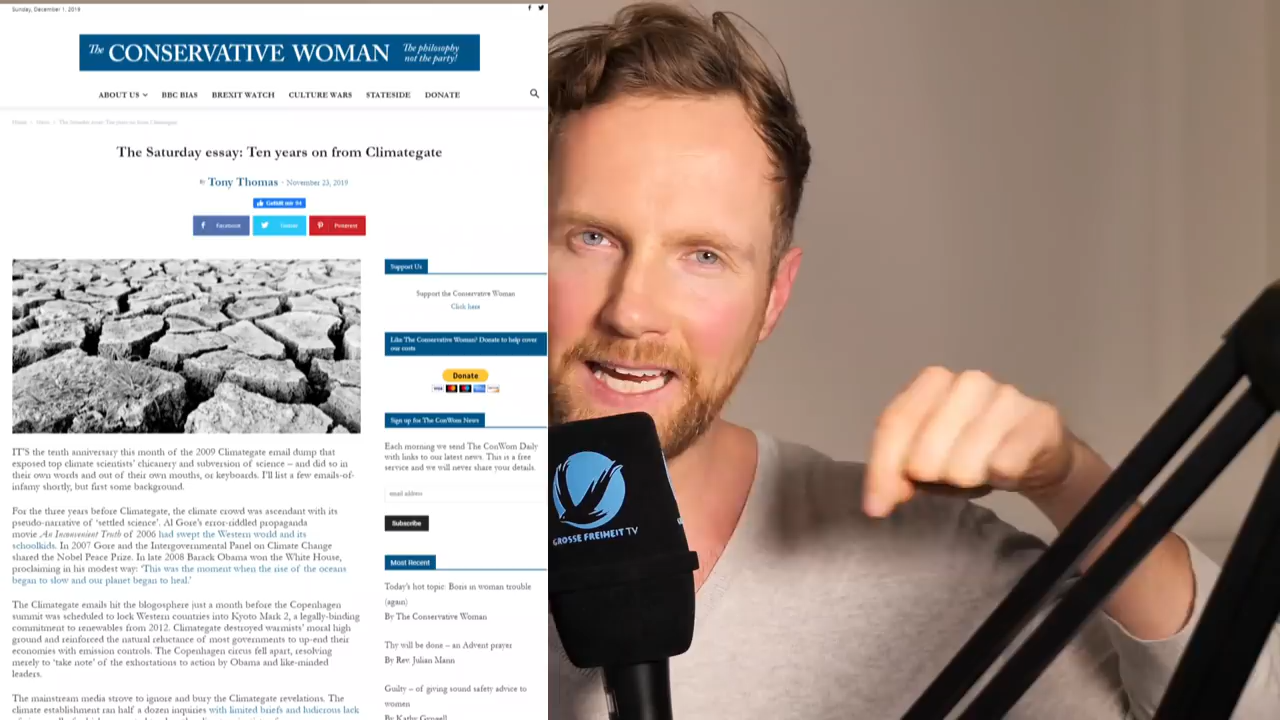 Sunday, December 1, 2019
The CONSERVATIVE WOMAN The philosophy
not the party!
ABOUT US BBC BIAS BREXIT WATCH CULTURE WARS STATESIDE DONATE
Home › News › The Saturday essay: Ten years on from Climategate
The Saturday essay: Ten years on from Climategate
By Tony Thomas - November 23, 2019
Gefällt mir 94
Facebook Twitter Pinterest
IT'S the tenth anniversary this month of the 2009 Climategate email dump that
exposed top climate scientists' chicanery and subversion of science – and did so in
their own words and out of their own mouths, or keyboards. I'll list a few emails-of-
infamy shortly, but first some background.
For the three years before Climategate, the climate crowd was ascendant with its
pseudo-narrative of 'settled science'. Al Gore's error-riddled propaganda
movie An Inconvenient Truth of 2006 had swept the Western world and its
schoolkids. In 2007 Gore and the Intergovernmental Panel on Climate Change
shared the Nobel Peace Prize. In late 2008 Barack Obama won the White House,
proclaiming in his modest way: 'This was the moment when the rise of the oceans
began to slow and our planet began to heal.'
The Climategate emails hit the blogosphere just a month before the Copenhagen
summit was scheduled to lock Western countries into Kyoto Mark 2, a legally-binding
commitment to renewables from 2012. Climategate destroyed warmists' moral high
ground and reinforced the natural reluctance of most governments to up-end their
economies with emission controls. The Copenhagen circus fell apart, resolving
merely to 'take note' of the exhortations to action by Obama and like-minded
leaders.
The mainstream media strove to ignore and bury the Climategate revelations. The
climate establishment ran half a dozen inquiries with limited briefs and ludicrous lack
Support Us
Support the Conservative Woman
Click here
Like The Conservative Woman? Donate to help cover
our costs
Donate
VISA
Sign up for The ConWom News
Each morning we send The ConWom Daily
with links to our latest news. This is a free
service and we will never share your details.
email address
Subscribe
Most Recent
Today's hot topic: Boris in woman trouble
(again)
By The Conservative Woman
Thy will be done – an Advent prayer
By Rev. Julian Mann
Guilty – of giving sound safety advice to
women
By Kathy Gyngell
GROSSE FREIHEIT TV